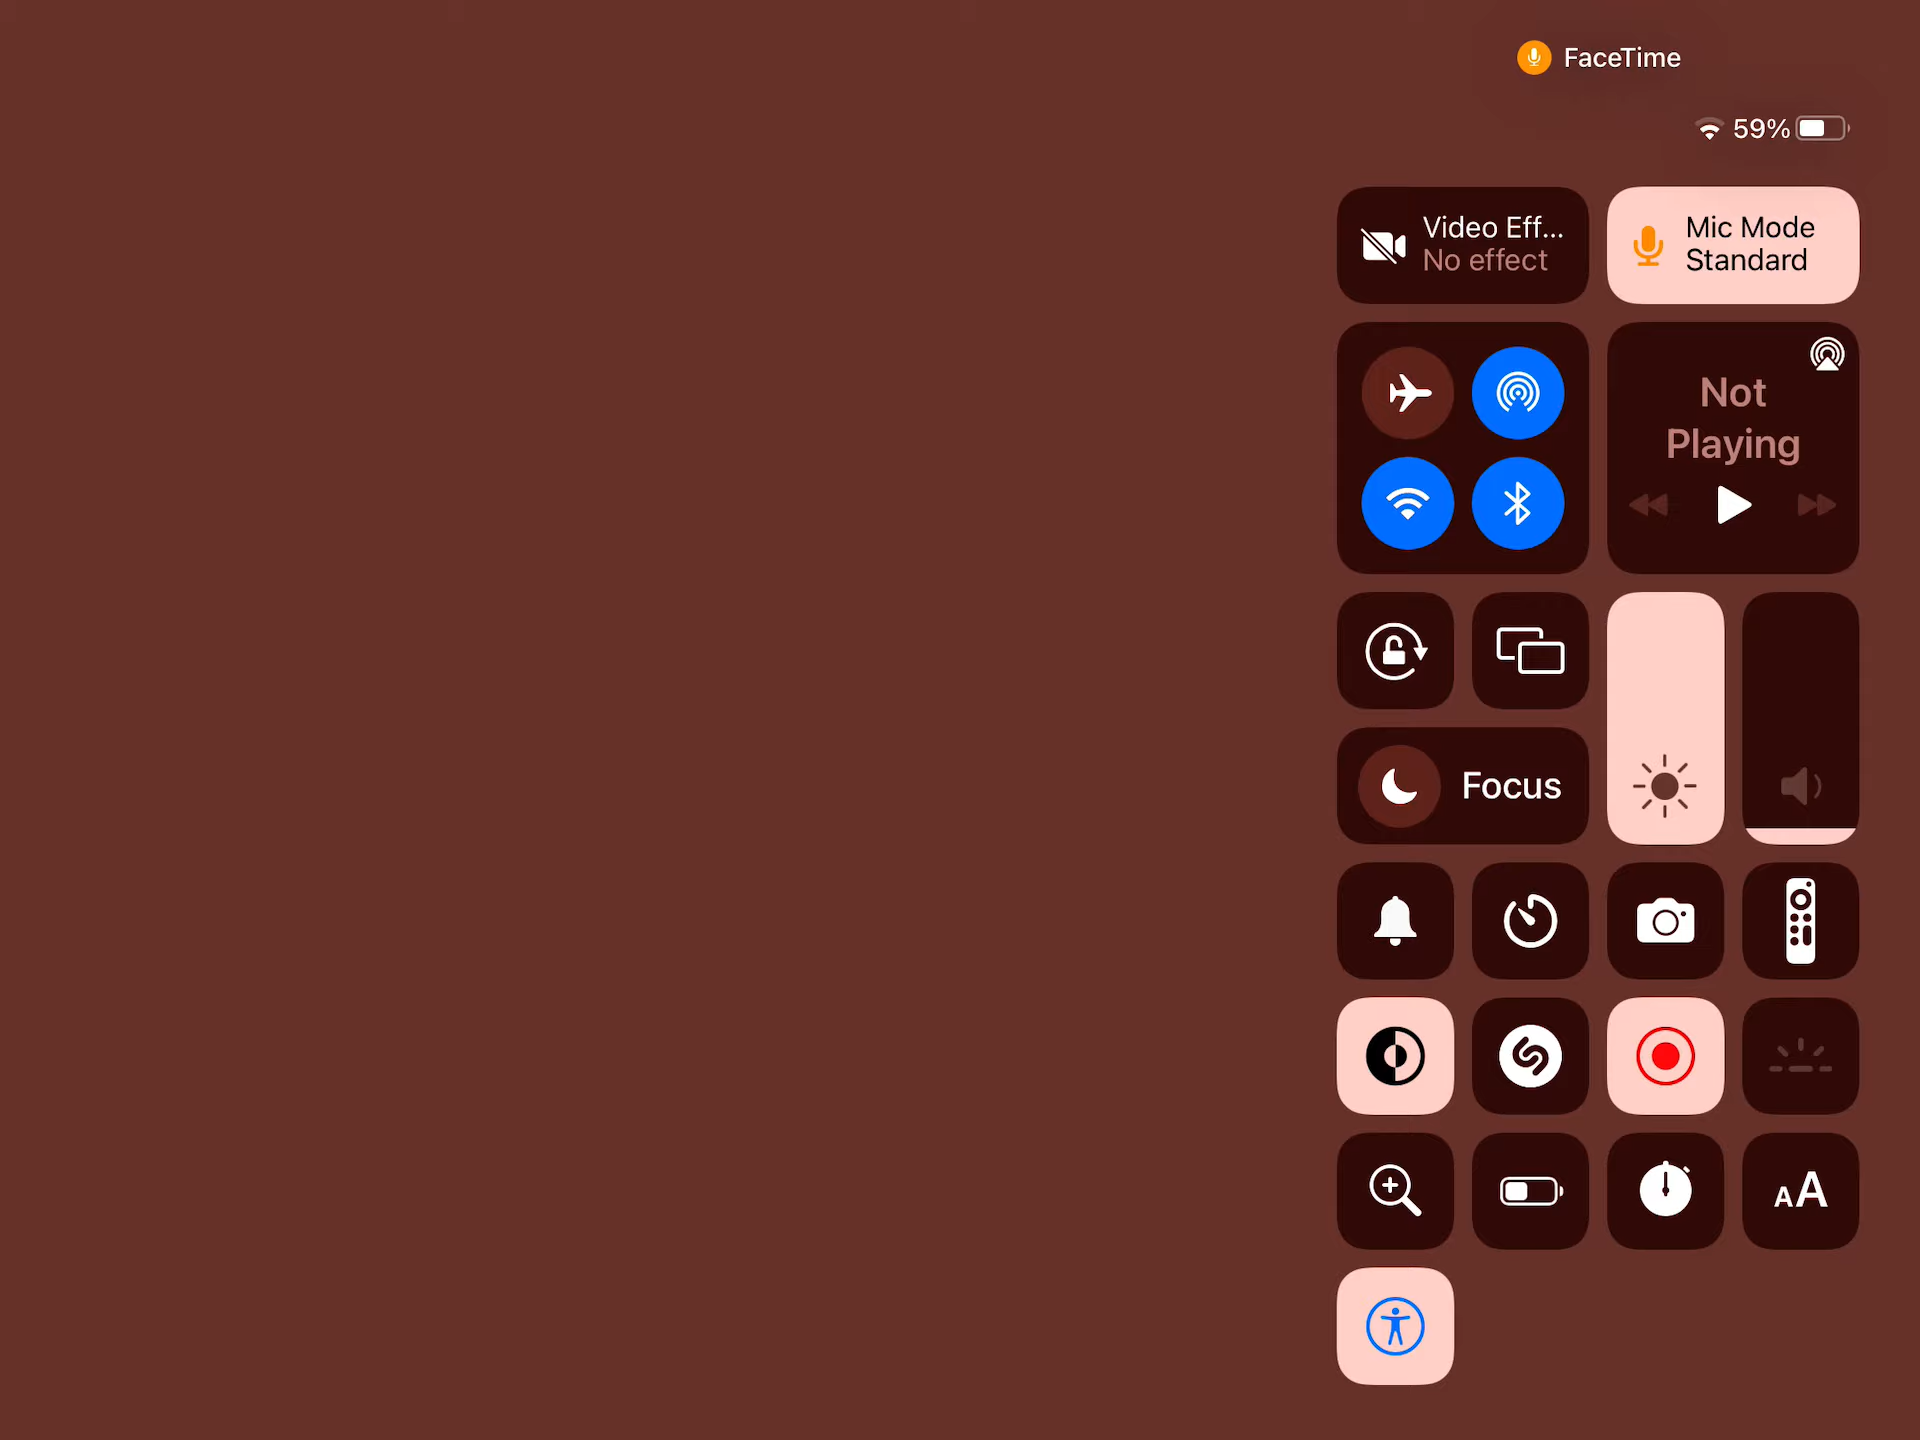 FaceTime
59%
Video Eff...
No effect
Mic Mode
Standard
Not
Playing
Focus
AA